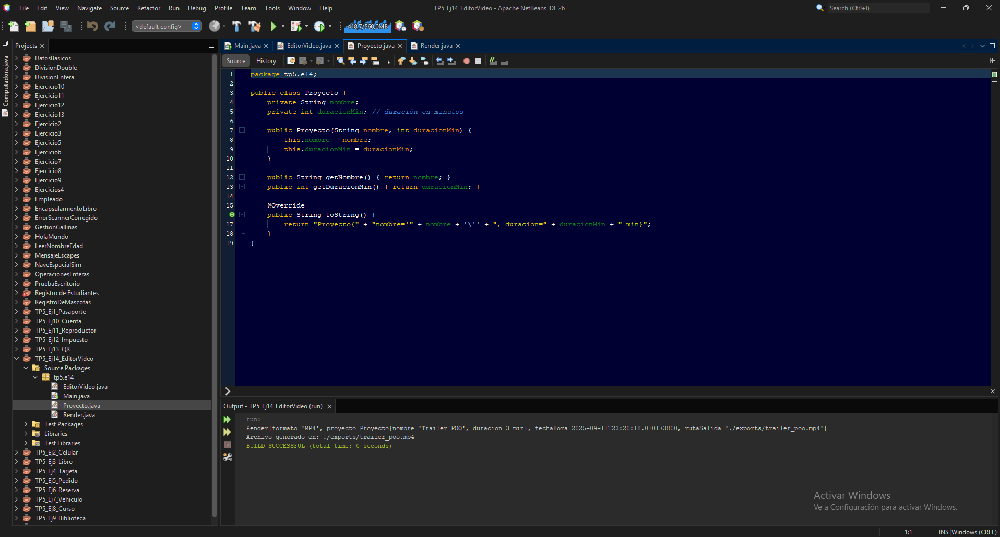 File Edit View Navigate Source Refactor Run Debug Profile Team Tools Window Help TP5_Ej14_EditorVideo - Apache NetBeans IDE 26 Search (Ctrl+I)
<default config> 418,7/560,0MB
Computadora.java
Projects
DatosBasicos
DivisionDouble
DivisionEntera
Ejercicio10
Ejercicio11
Ejercicio12
Ejercicio13
Ejercicio2
Ejercicio3
Ejercicio5
Ejercicio6
Ejercicio7
Ejercicio8
Ejercicio9
Ejercicios4
Empleado
EncapsulamientoLibro
ErrorScannerCorregido
GestionGallinas
HolaMundo
LeerNombreEdad
MensajeEscapes
NaveEspacialSim
OperacionesEnteras
PruebaEscritorio
Registro de Estudiantes
RegistroDeMascotas
TP5_Ej1_Pasaporte
TP5_Ej10_Cuenta
TP5_Ej11_Reproductor
TP5_Ej12_Impuesto
TP5_Ej13_QR
TP5_Ej14_EditorVideo
Source Packages
tp5.e14
EditorVideo.java
Main.java
Proyecto.java
Render.java
Test Packages
Libraries
Test Libraries
TP5_Ej2_Celular
TP5_Ej3_Libro
TP5_Ej4_Tarjeta
TP5_Ej5_Pedido
TP5_Ej6_Reserva
TP5_Ej7_Vehiculo
TP5_Ej8_Curso
TP5_Ej9_Biblioteca
Main.java EditorVideo.java Proyecto.java Render.java
Source History
1 package tp5.e14;
2
3 public class Proyecto {
4 private String nombre;
5 private int duracionMin; // duración en minutos
6
7 public Proyecto(String nombre, int duracionMin) {
8 this.nombre = nombre;
9 this.duracionMin = duracionMin;
10 }
11
12 public String getNombre() { return nombre; }
13 public int getDuracionMin() { return duracionMin; }
14
15 @Override
public String toString() {
17 return "Proyecto{" + "nombre='" + nombre + '\'' + ", duracion=" + duracionMin + " min}";
18 }
19 }
Output - TP5_Ej14_EditorVideo (run)
run:
Render{formato='MP4', proyecto=Proyecto{nombre='Trailer POO', duracion=3 min}, fechaHora=2025-09-11T23:20:18.010173800, rutaSalida='./exports/trailer_poo.mp4'}
Archivo generado en: ./exports/trailer_poo.mp4
BUILD SUCCESSFUL (total time: 0 seconds)
Activar Windows
Ve a Configuración para activar Windows.
1:1 INS Windows (CRLF)